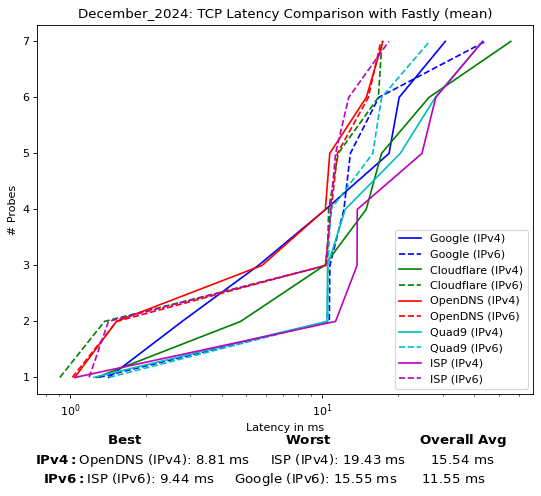 December_2024: TCP Latency Comparison with Fastly (mean)
# Probes
7
6
5
4
3
2
1
Google (IPv4)
Google (IPv6)
Cloudflare (IPv4)
Cloudflare (IPv6)
OpenDNS (IPv4)
OpenDNS (IPv6)
Quad9 (IPv4)
Quad9 (IPv6)
ISP (IPv4)
ISP (IPv6)
10⁰ 10¹
Latency in ms
Best Worst Overall Avg
IPv4: OpenDNS (IPv4): 8.81 ms ISP (IPv4): 19.43 ms 15.54 ms
IPv6: ISP (IPv6): 9.44 ms Google (IPv6): 15.55 ms 11.55 ms